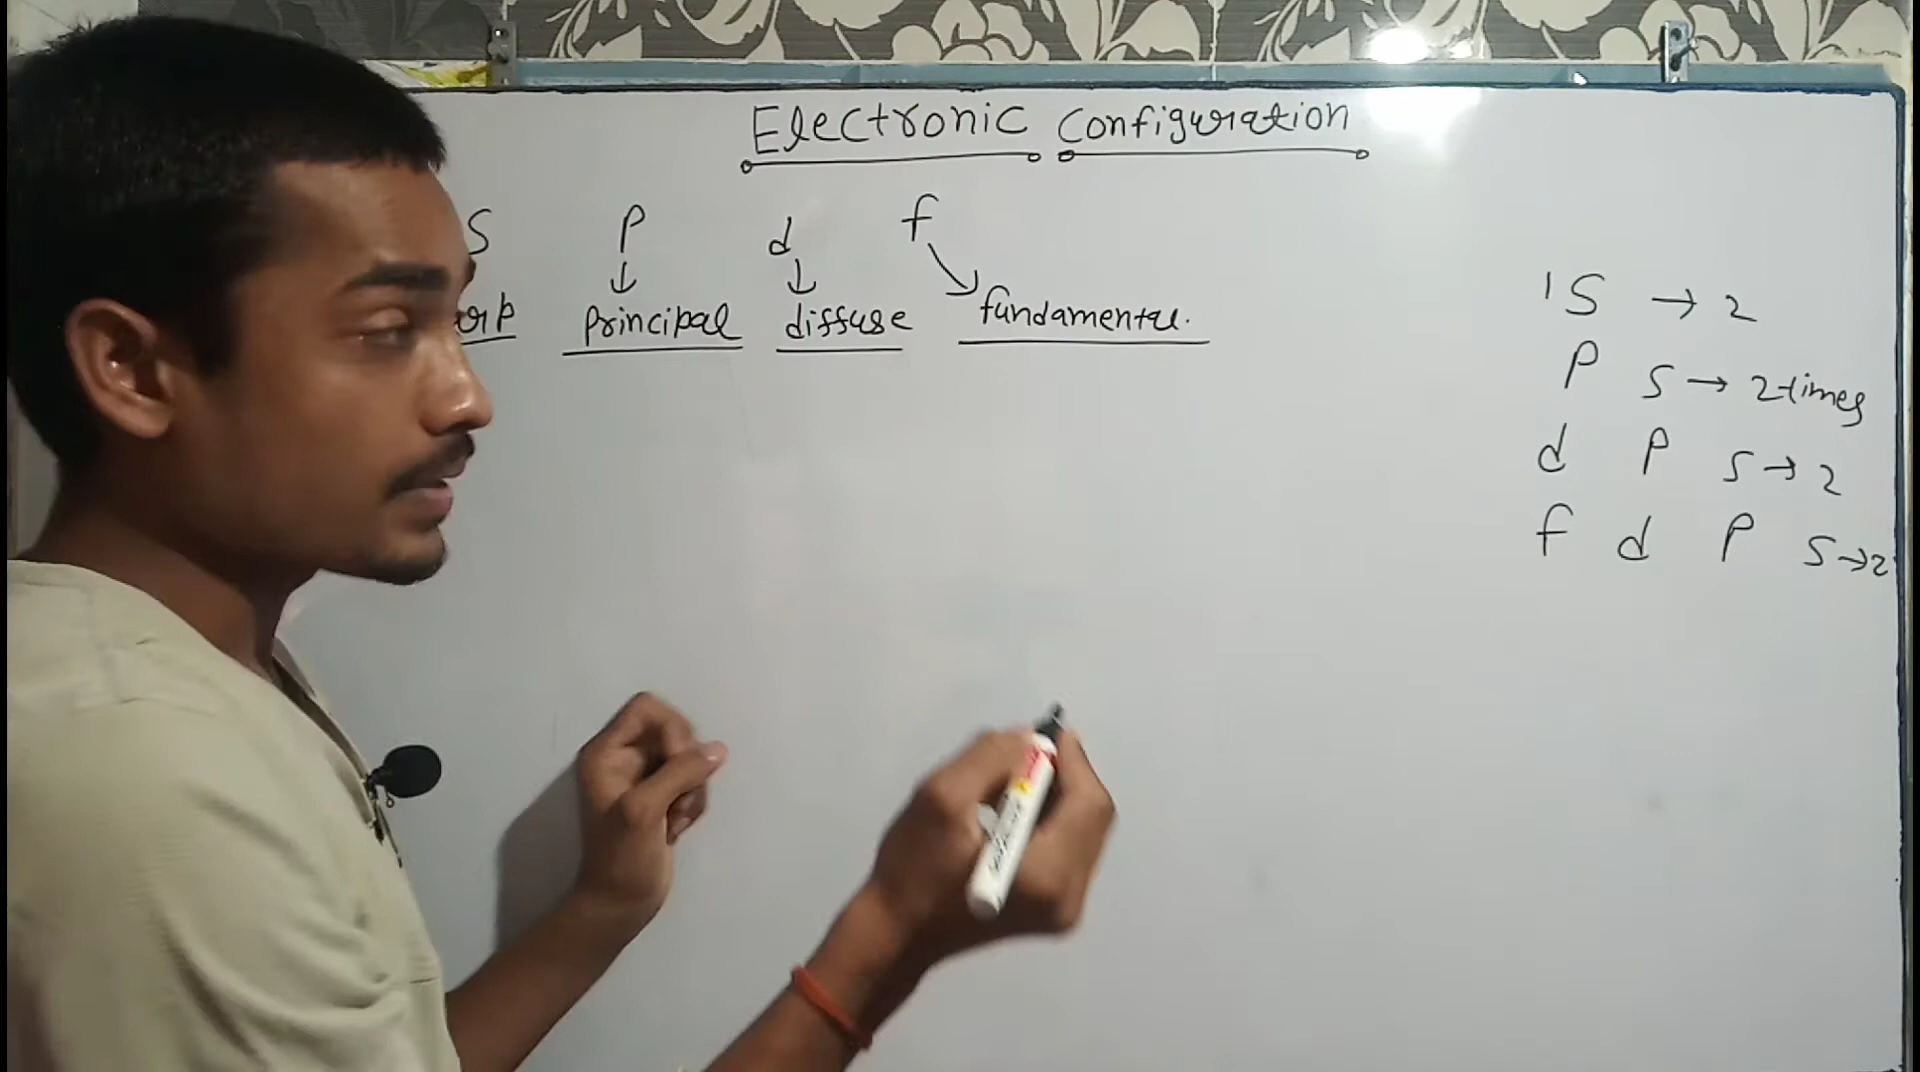 Electronic Configuration
S P d f
principal diffuse fundamental.
1S → 2
P S → 2 times
d P S → 2
f d P S → 2